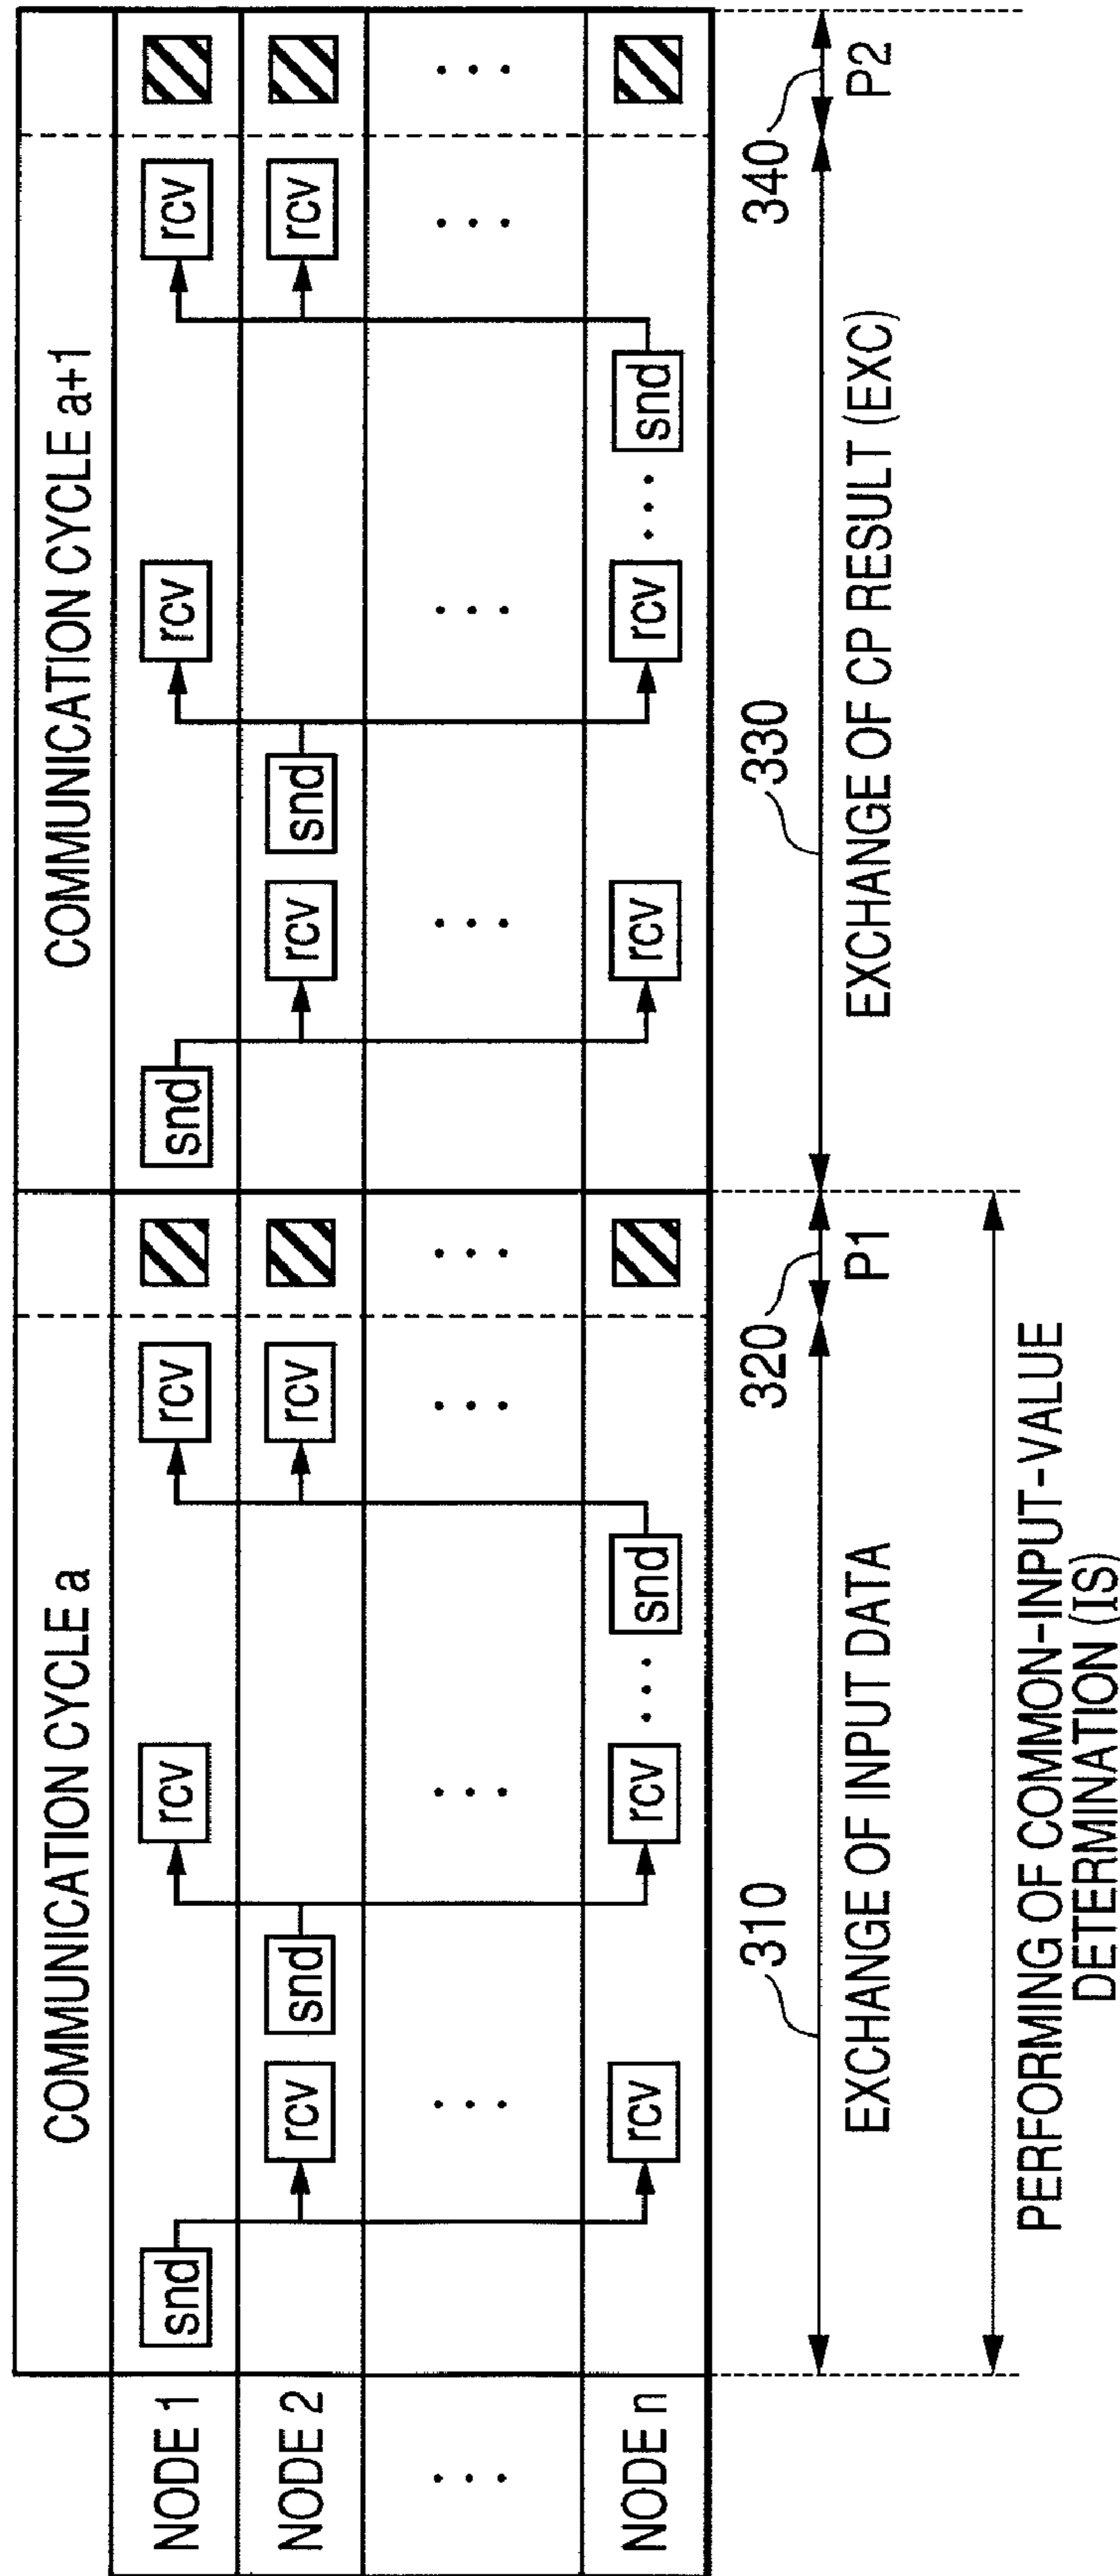 COMMUNICATION CYCLE a
COMMUNICATION CYCLE a+1
NODE 1
snd
rcv
rcv
snd
rcv
rcv
NODE 2
rcv
snd
rcv
rcv
snd
rcv
. . .
. . .
. . .
. . .
. . .
. . .
. . .
. . .
. . .
NODE n
rcv
rcv
. . .
snd
rcv
rcv
. . .
snd
310
320
330
340
EXCHANGE OF INPUT DATA
P1
EXCHANGE OF CP RESULT (EXC)
P2
PERFORMING OF COMMON-INPUT-VALUE
DETERMINATION (IS)